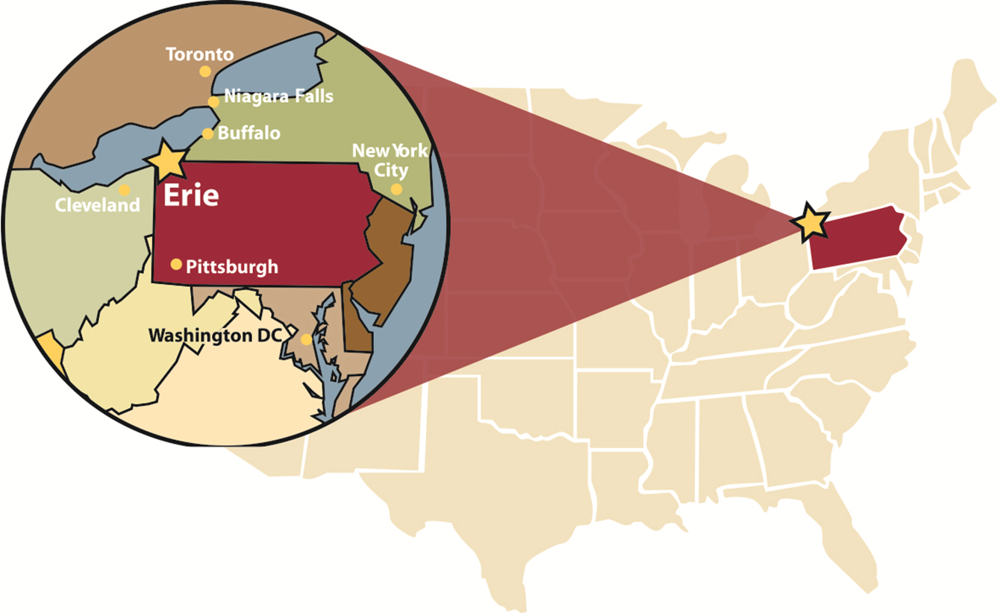 Toronto
Niagara Falls
Buffalo
New York
City
Erie
Cleveland
Pittsburgh
Washington DC